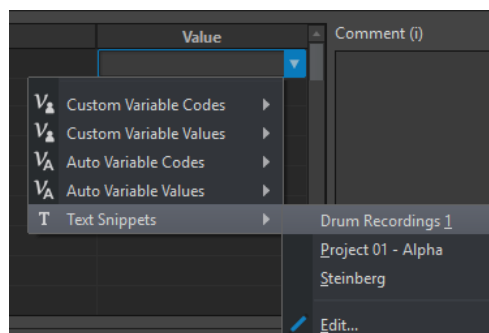 Value
Comment (i)
Custom Variable Codes
Custom Variable Values
Auto Variable Codes
Auto Variable Values
T Text Snippets
Drum Recordings 1
Project 01 - Alpha
Steinberg
Edit...